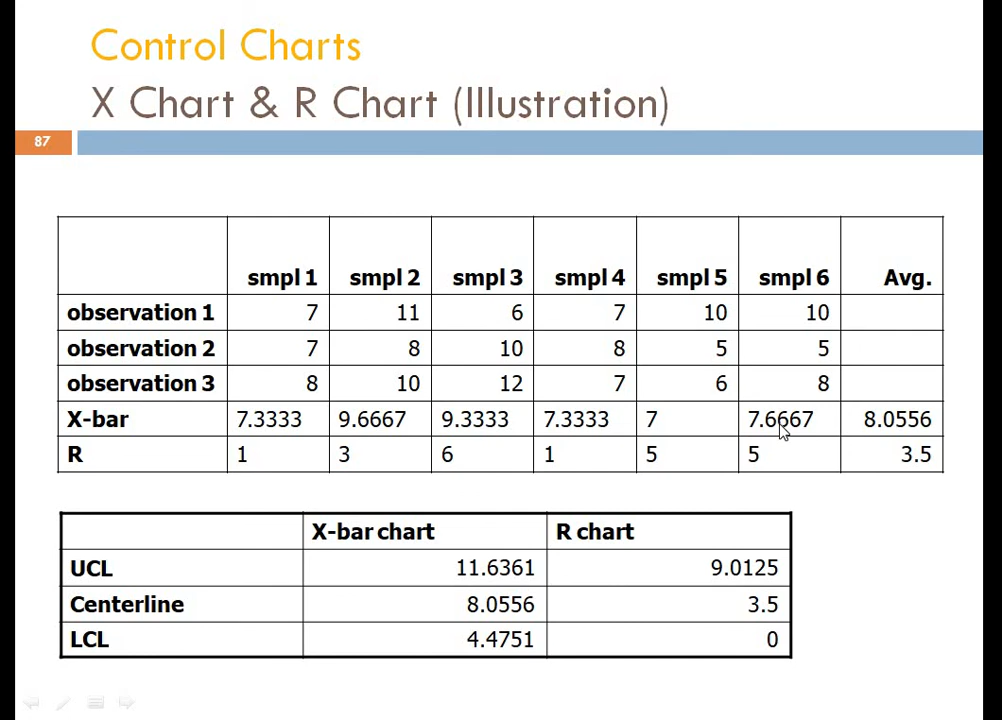 Control Charts
X Chart & R Chart (Illustration)
87
smpl 1 smpl 2 smpl 3 smpl 4 smpl 5 smpl 6 Avg.
observation 1 7 11 6 7 10 10
observation 2 7 8 10 8 5 5
observation 3 8 10 12 7 6 8
X-bar 7.3333 9.6667 9.3333 7.3333 7 7.6667 8.0556
R 1 3 6 1 5 5 3.5
X-bar chart R chart
UCL 11.6361 9.0125
Centerline 8.0556 3.5
LCL 4.4751 0